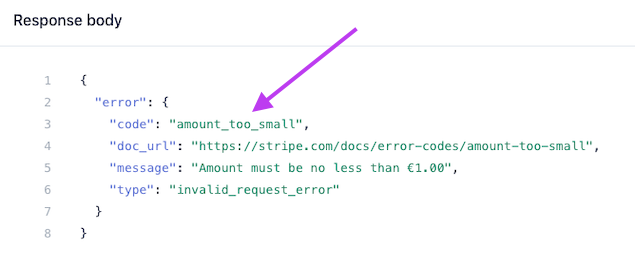 Response body
1 {
2 "error": {
3 "code": "amount_too_small",
4 "doc_url": "https://stripe.com/docs/error-codes/amount-too-small",
5 "message": "Amount must be no less than €1.00",
6 "type": "invalid_request_error"
7 }
8 }